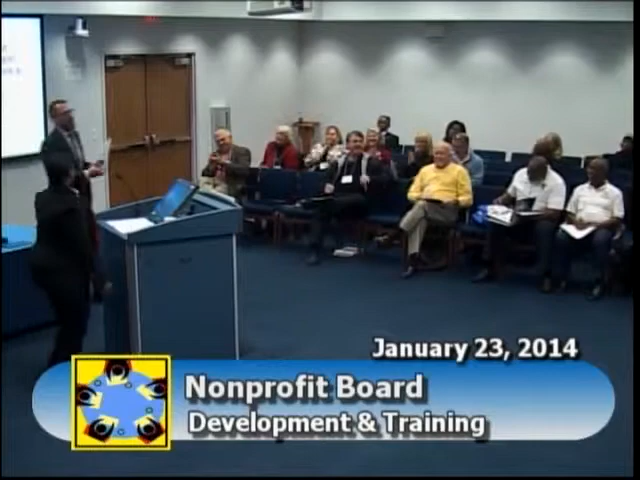 January 23, 2014
Nonprofit Board
Development & Training